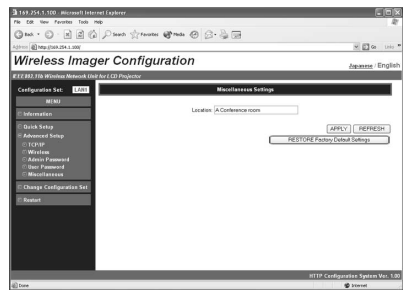 169.254.1.100 - Microsoft Internet Explorer
File Edit View Favorites Tools Help
Back Search Favorites Media
Address http://169.254.1.100/ Go Links
Wireless Imager Configuration
Japanese / English
IEEE802.11b Wireless Network Unit for LCD Projector
Configuration Set: LAN1
Miscellaneous Settings
MENU
Information
Quick Setup
Advanced Setup
TCP/IP
Wireless
Admin Password
User Password
Miscellaneous
Change Configuration Set
Restart
Location A Conference room
APPLY REFRESH
RESTORE Factory Default Settings
HTTP Configuration System Ver. 1.00
Done Internet